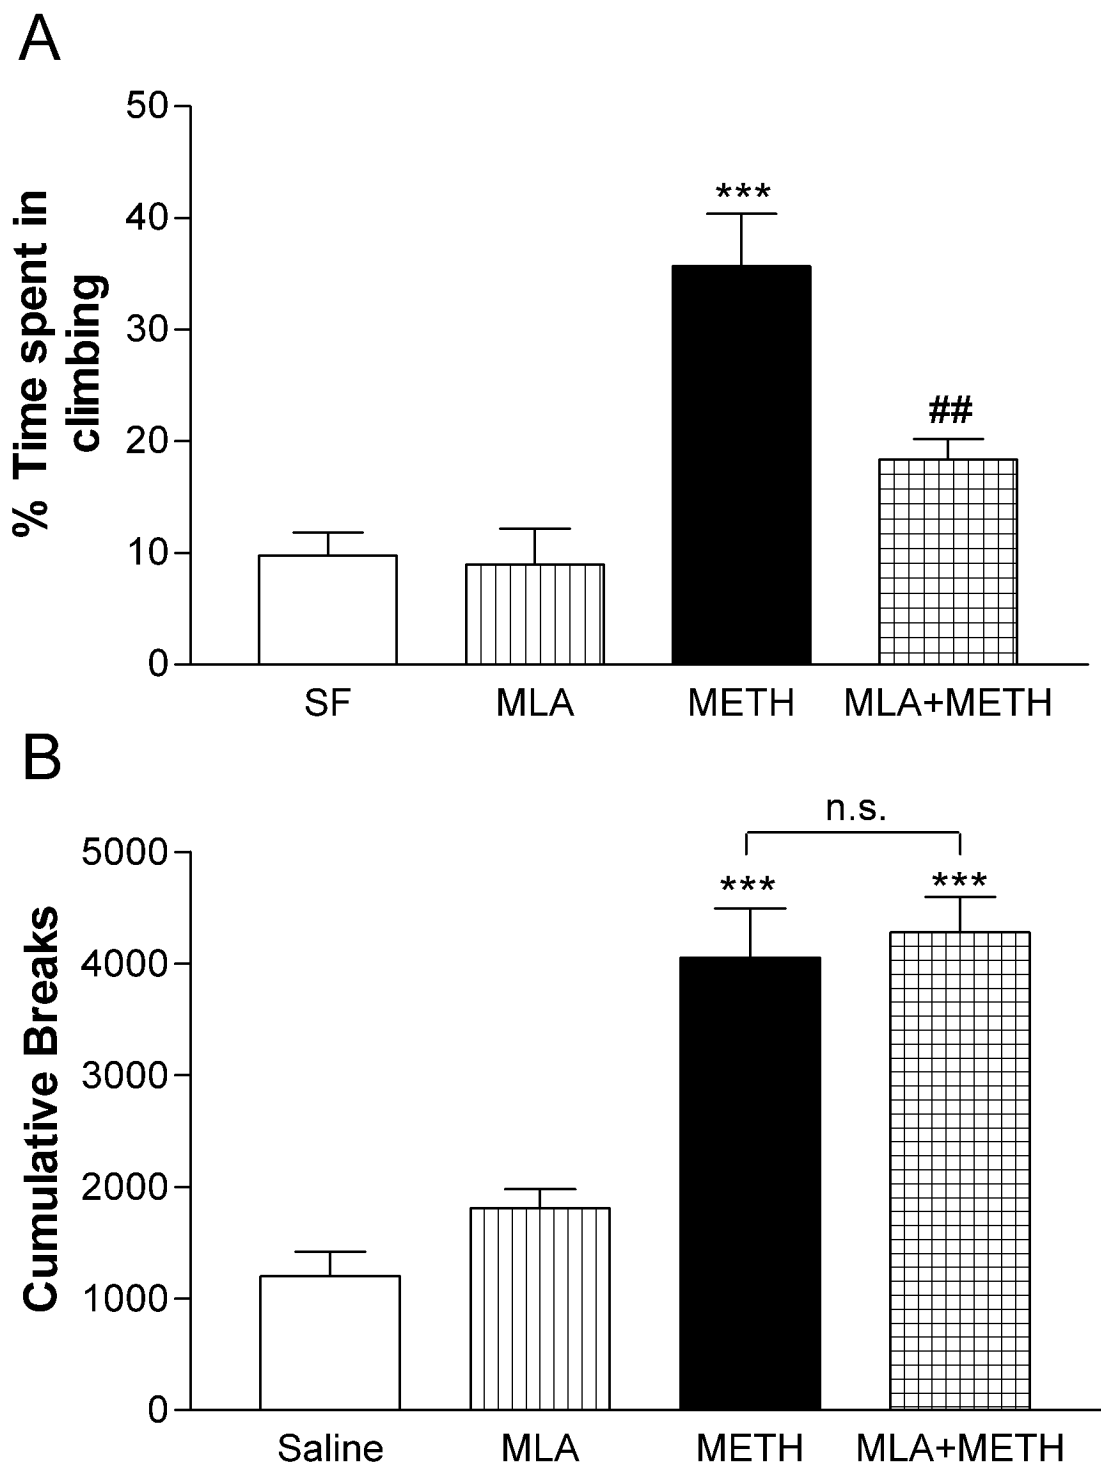 A
50
40
30
20
10
0
% Time spent in
climbing
***
##
SF MLA METH MLA+METH
B
n.s.
5000
4000
3000
2000
1000
0
Cumulative Breaks
*** ***
Saline MLA METH MLA+METH